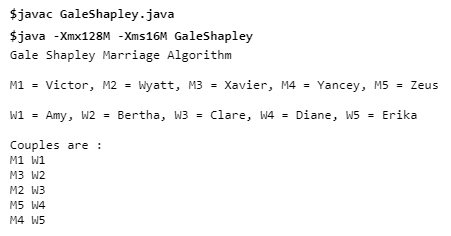 $javac GaleShapley.java
$java -Xmx128M -Xms16M GaleShapley
Gale Shapley Marriage Algorithm
M1 = Victor, M2 = Wyatt, M3 = Xavier, M4 = Yancey, M5 = Zeus
W1 = Amy, W2 = Bertha, W3 = Clare, W4 = Diane, W5 = Erika
Couples are :
M1 W1
M3 W2
M2 W3
M5 W4
M4 W5